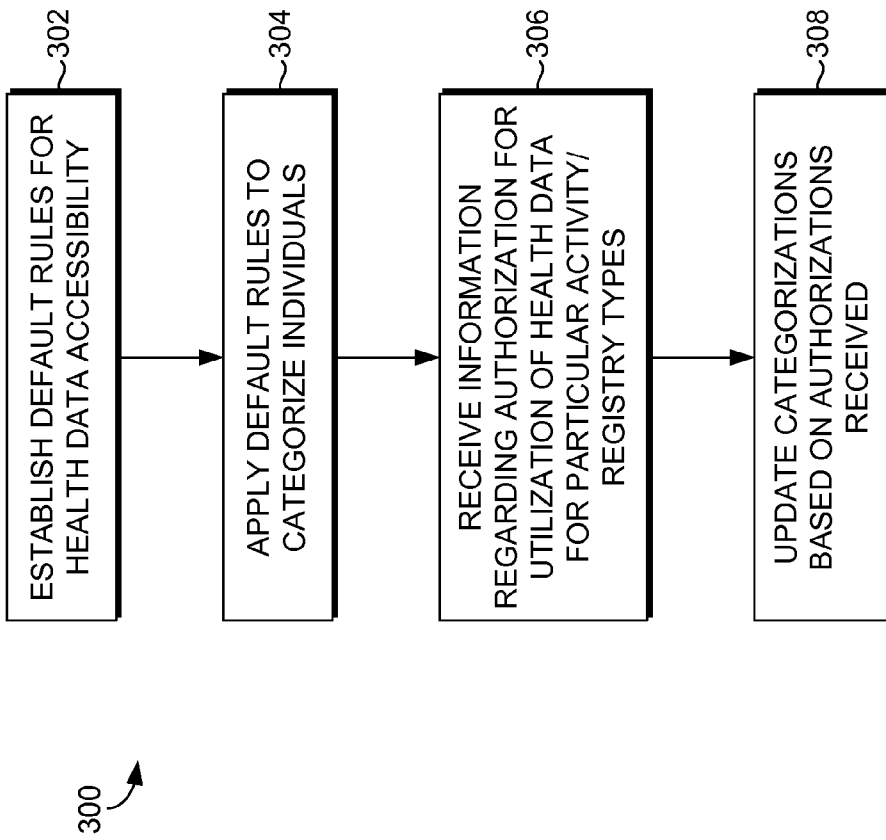 300
ESTABLISH DEFAULT RULES FOR
HEALTH DATA ACCESSIBILITY
302
APPLY DEFAULT RULES TO
CATEGORIZE INDIVIDUALS
304
RECEIVE INFORMATION
REGARDING AUTHORIZATION FOR
UTILIZATION OF HEALTH DATA
FOR PARTICULAR ACTIVITY/
REGISTRY TYPES
306
UPDATE CATEGORIZATIONS
BASED ON AUTHORIZATIONS
RECEIVED
308